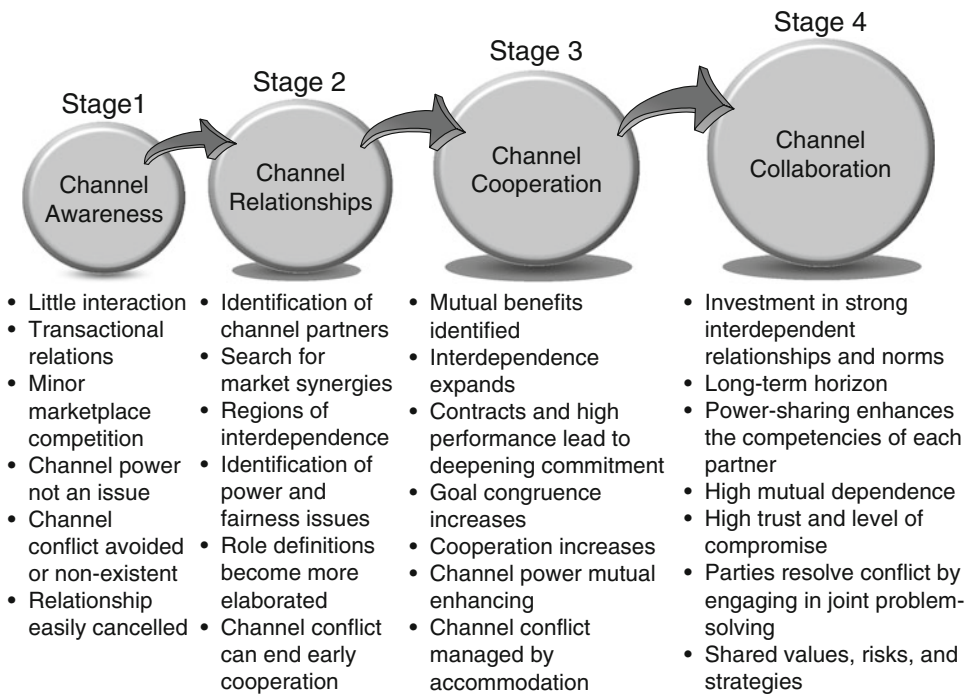 Stage1
Channel
Awareness
• Little interaction
• Transactional
relations
• Minor
marketplace
competition
• Channel power
not an issue
• Channel
conflict avoided
or non-existent
• Relationship
easily cancelled
Stage 2
Channel
Relationships
• Identification of
channel partners
• Search for
market synergies
• Regions of
interdependence
• Identification of
power and
fairness issues
• Role definitions
become more
elaborated
• Channel conflict
can end early
cooperation
Stage 3
Channel
Cooperation
• Mutual benefits
identified
• Interdependence
expands
• Contracts and high
performance lead to
deepening commitment
• Goal congruence
increases
• Cooperation increases
• Channel power mutual
enhancing
• Channel conflict
managed by
accommodation
Stage 4
Channel
Collaboration
• Investment in strong
interdependent
relationships and norms
• Long-term horizon
• Power-sharing enhances
the competencies of each
partner
• High mutual dependence
• High trust and level of
compromise
• Parties resolve conflict by
engaging in joint problem-
solving
• Shared values, risks, and
strategies